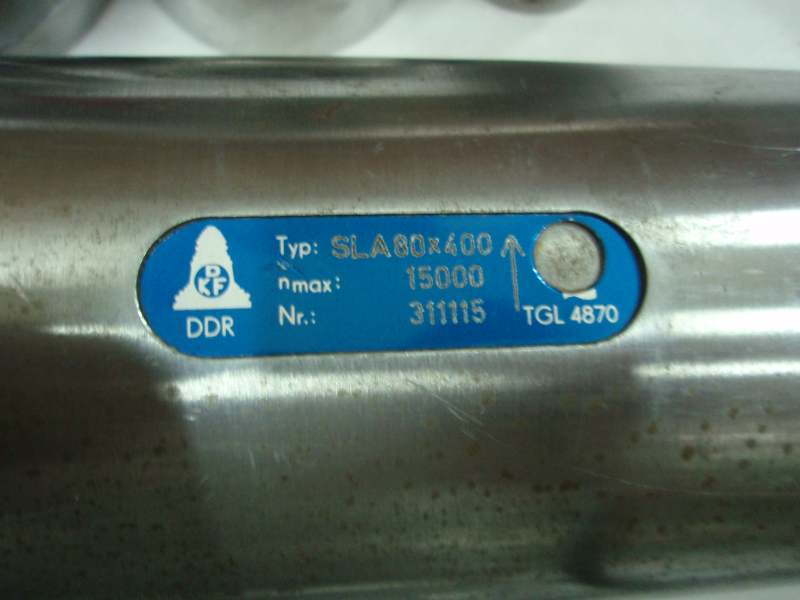 DKF
DDR
Typ: SLA80x400
nmax: 15000
Nr.: 311115
TGL 4870